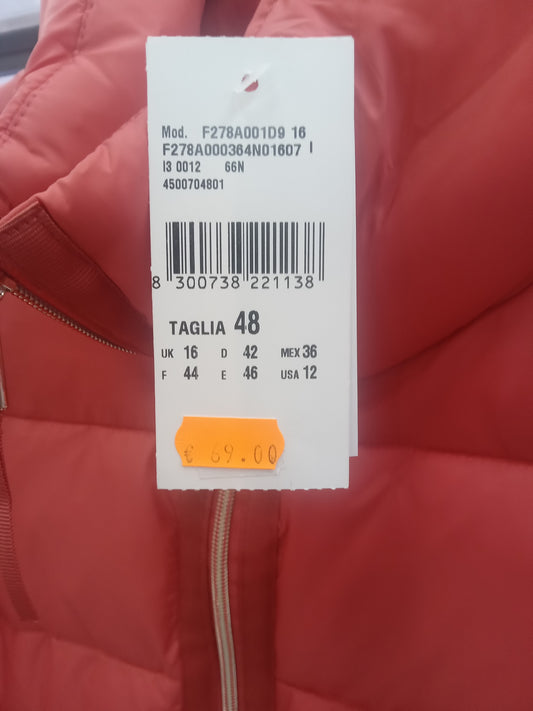 Mod. F278A001D9 16
F278A000364N01607 I
I3 0012 66N
4500704801
8 300738 221138
TAGLIA 48
UK 16 D 42 MEX 36
F 44 E 46 USA 12
€ 69.00